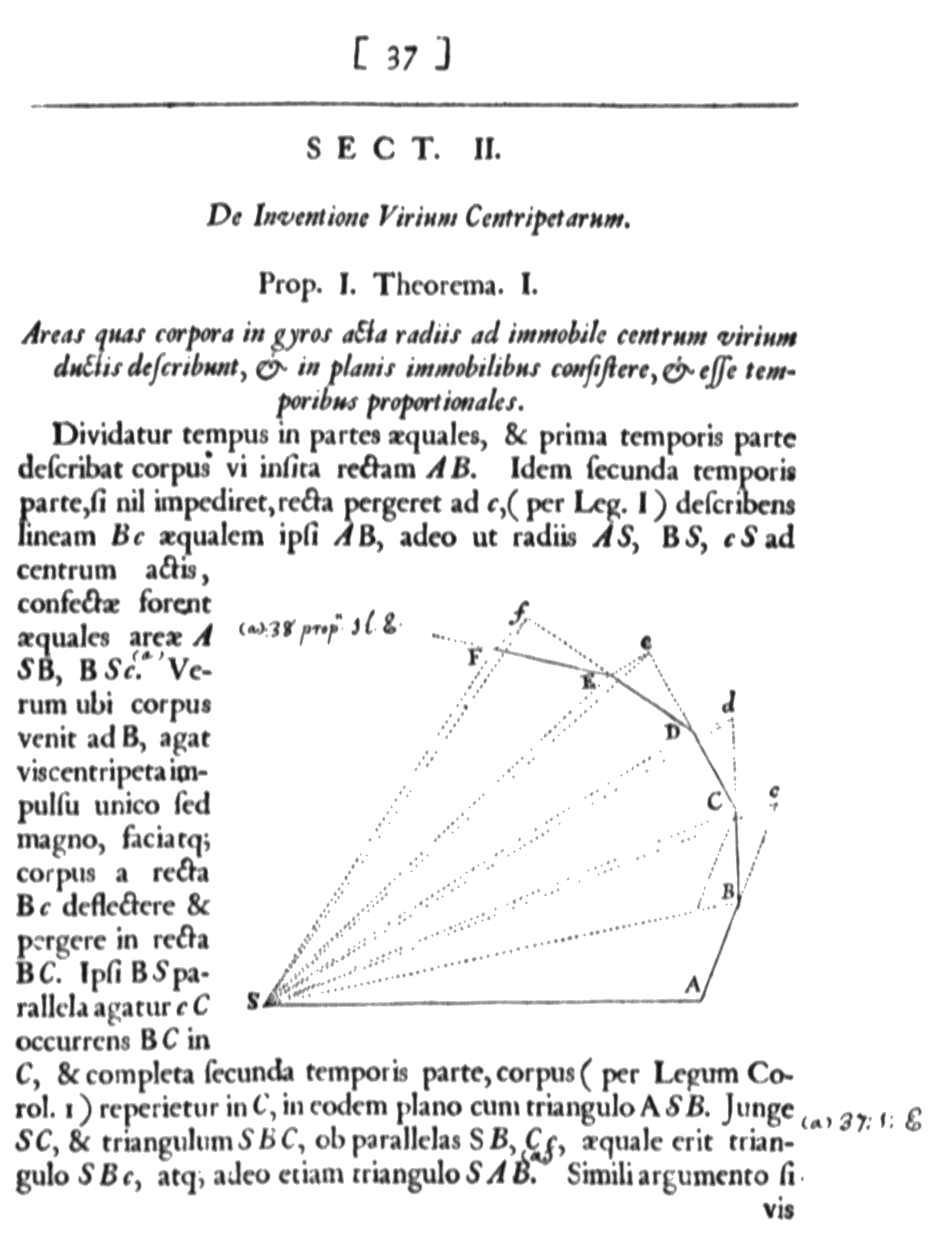 [ 37 ]
SECT. II.
De Inventione Virium Centripetarum.
Prop. I. Theorema. I.
Areas quas corpora in gyros acta radiis ad immobile centrum virium
ductis deſcribunt, & in planis immobilibus conſiſtere, & eſſe tem-
poribus proportionales.
Dividatur tempus in partes æquales, & prima temporis parte
deſcribat corpus vi inſita rectam AB. Idem ſecunda temporis
parte, ſi nil impediret, recta pergeret ad c, ( per Leg. I ) deſcribens
lineam Bc æqualem ipſi AB, adeo ut radiis AS, BS, cS ad
centrum actis,
confectæ forent
æquales areæ A
SB, BSc. (a) Ve-
rum ubi corpus
venit ad B, agat
viscentripeta im-
pulſu unico ſed
magno, faciatq;
corpus a recta
Bc deflectere &
pergere in recta
BC. Ipſi BS pa-
rallela agatur cC
occurrens BC in
(a). 38 prop
f
e
F
E
d
D
C
c
B
S
A
C, & completa ſecunda temporis parte, corpus ( per Legum Co-
rol. 1 ) reperietur in C, in eodem plano cum triangulo ASB. Junge
SC, & triangulum SBC, ob parallelas SB, Cc, æquale erit trian-
gulo SBc, atq; adeo etiam triangulo SAB. (a) Simili argumento ſi
(a) 37: 1: E
vis